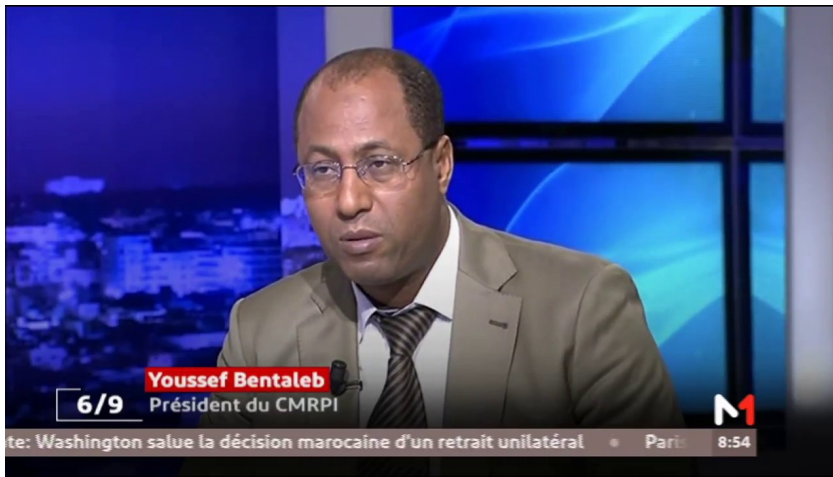 Youssef Bentaleb
6/9
Président du CMRPI
M1
te: Washington salue la décision marocaine d'un retrait unilatéral • Paris
8:54